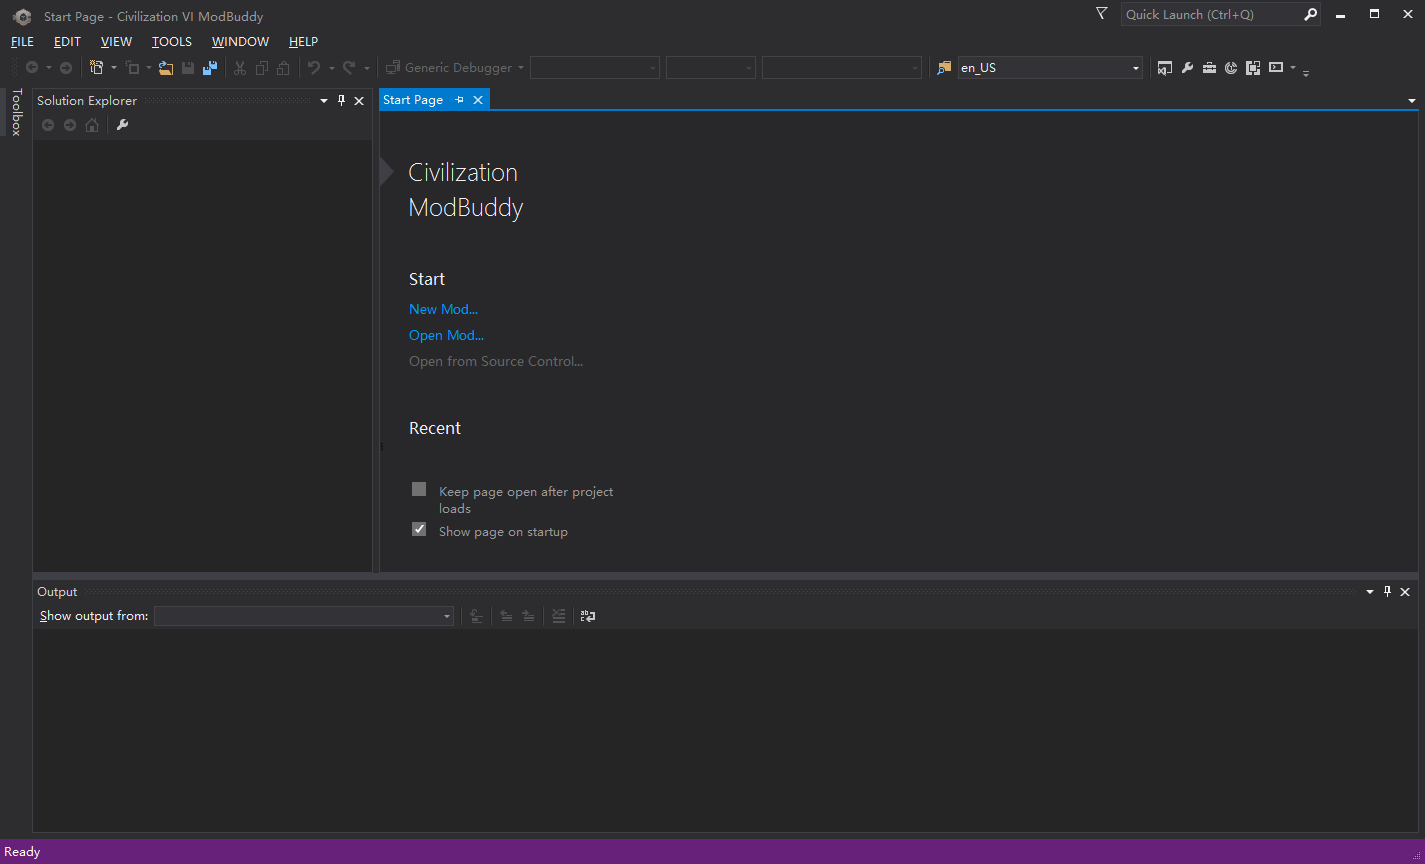 Start Page - Civilization VI ModBuddy
Quick Launch (Ctrl+Q)
FILE EDIT VIEW TOOLS WINDOW HELP
Generic Debugger
en_US
Toolbox
Solution Explorer
Start Page
Civilization
ModBuddy
Start
New Mod...
Open Mod...
Open from Source Control...
Recent
Keep page open after project
loads
Show page on startup
Output
Show output from:
Ready